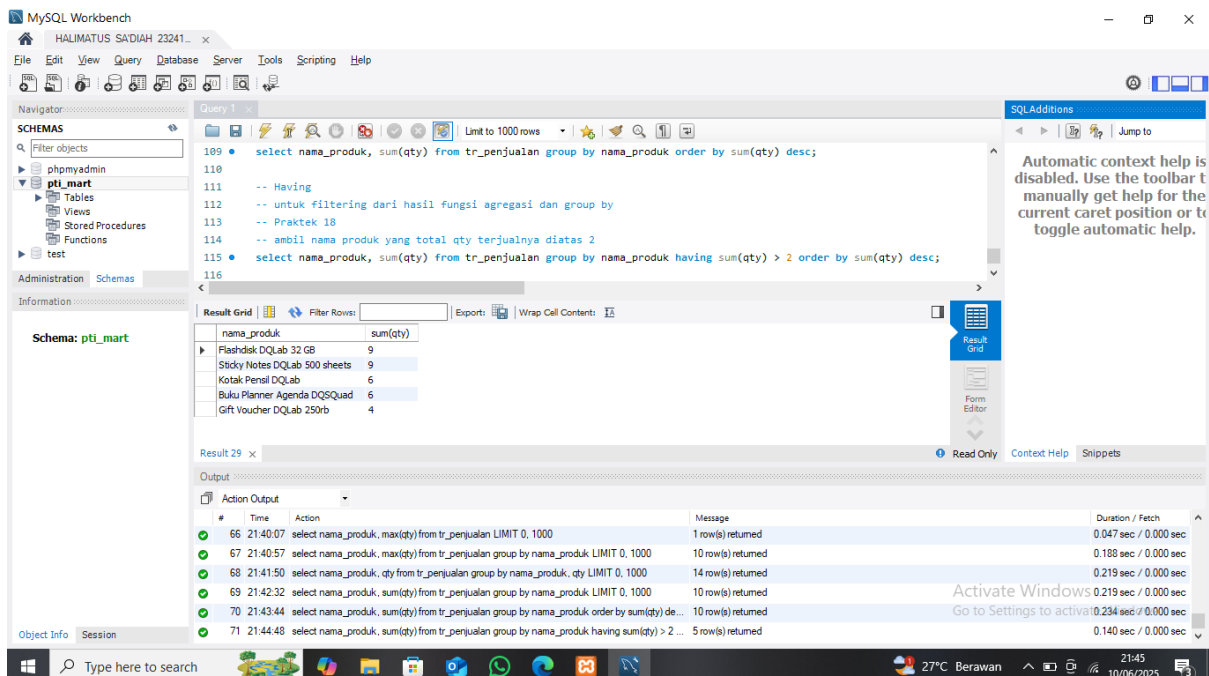 MySQL Workbench
HALIMATUS SA'DIAH 23241...
File Edit View Query Database Server Tools Scripting Help
Navigator
SCHEMAS
Filter objects
phpmyadmin
pti_mart
Tables
Views
Stored Procedures
Functions
test
Administration Schemas
Information
Schema: pti_mart
Object Info Session
Query 1
Limit to 1000 rows
109 select nama_produk, sum(qty) from tr_penjualan group by nama_produk order by sum(qty) desc;
110
111 -- Having
112 -- untuk filtering dari hasil fungsi agregasi dan group by
113 -- Praktek 18
114 -- ambil nama produk yang total qty terjualnya diatas 2
115 select nama_produk, sum(qty) from tr_penjualan group by nama_produk having sum(qty) > 2 order by sum(qty) desc;
116
Result Grid Filter Rows: Export: Wrap Cell Content:
nama_produk sum(qty)
Flashdisk DQLab 32 GB 9
Sticky Notes DQLab 500 sheets 9
Kotak Pensil DQLab 6
Buku Planner Agenda DQSQuad 6
Gift Voucher DQLab 250rb 4
Result Grid
Form Editor
Result 29 Read Only
SQLAdditions
Jump to
Automatic context help is
disabled. Use the toolbar t
manually get help for the
current caret position or to
toggle automatic help.
Context Help Snippets
Output
Action Output
# Time Action Message Duration / Fetch
66 21:40:07 select nama_produk, max(qty) from tr_penjualan LIMIT 0, 1000 1 row(s) returned 0.047 sec / 0.000 sec
67 21:40:57 select nama_produk, max(qty) from tr_penjualan group by nama_produk LIMIT 0, 1000 10 row(s) returned 0.188 sec / 0.000 sec
68 21:41:50 select nama_produk, qty from tr_penjualan group by nama_produk, qty LIMIT 0, 1000 14 row(s) returned 0.219 sec / 0.000 sec
69 21:42:32 select nama_produk, sum(qty) from tr_penjualan group by nama_produk LIMIT 0, 1000 10 row(s) returned 0.219 sec / 0.000 sec
70 21:43:44 select nama_produk, sum(qty) from tr_penjualan group by nama_produk order by sum(qty) de... 10 row(s) returned 0.234 sec / 0.000 sec
71 21:44:48 select nama_produk, sum(qty) from tr_penjualan group by nama_produk having sum(qty) > 2 ... 5 row(s) returned 0.140 sec / 0.000 sec
Activate Windows
Go to Settings to activate Windows.
Type here to search
27°C Berawan
21:45
10/06/2025
3